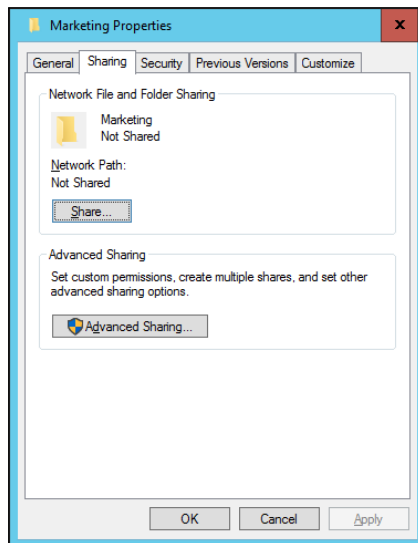 Marketing Properties
x
General Sharing Security Previous Versions Customize
Network File and Folder Sharing
Marketing
Not Shared
Network Path:
Not Shared
Share...
Advanced Sharing
Set custom permissions, create multiple shares, and set other
advanced sharing options.
Advanced Sharing...
OK Cancel Apply